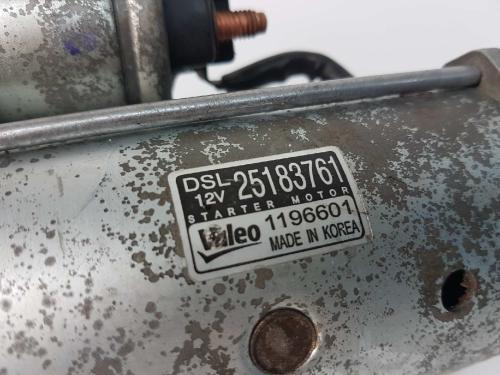 DSL-25183761
12V
STARTER MOTOR
Valeo 1196601
MADE IN KOREA